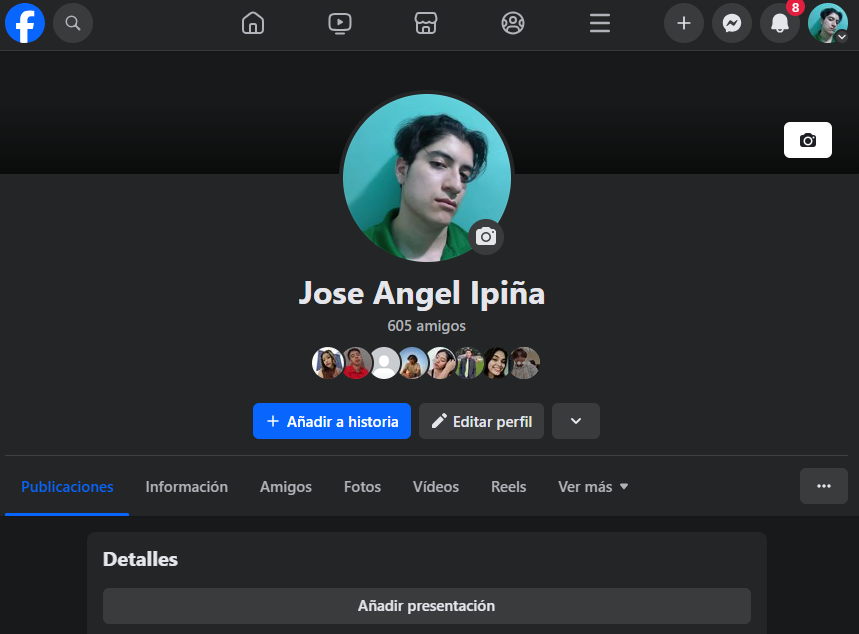 8
Jose Angel Ipiña
605 amigos
+ Añadir a historia
Editar perfil
Publicaciones
Información
Amigos
Fotos
Vídeos
Reels
Ver más
Detalles
Añadir presentación